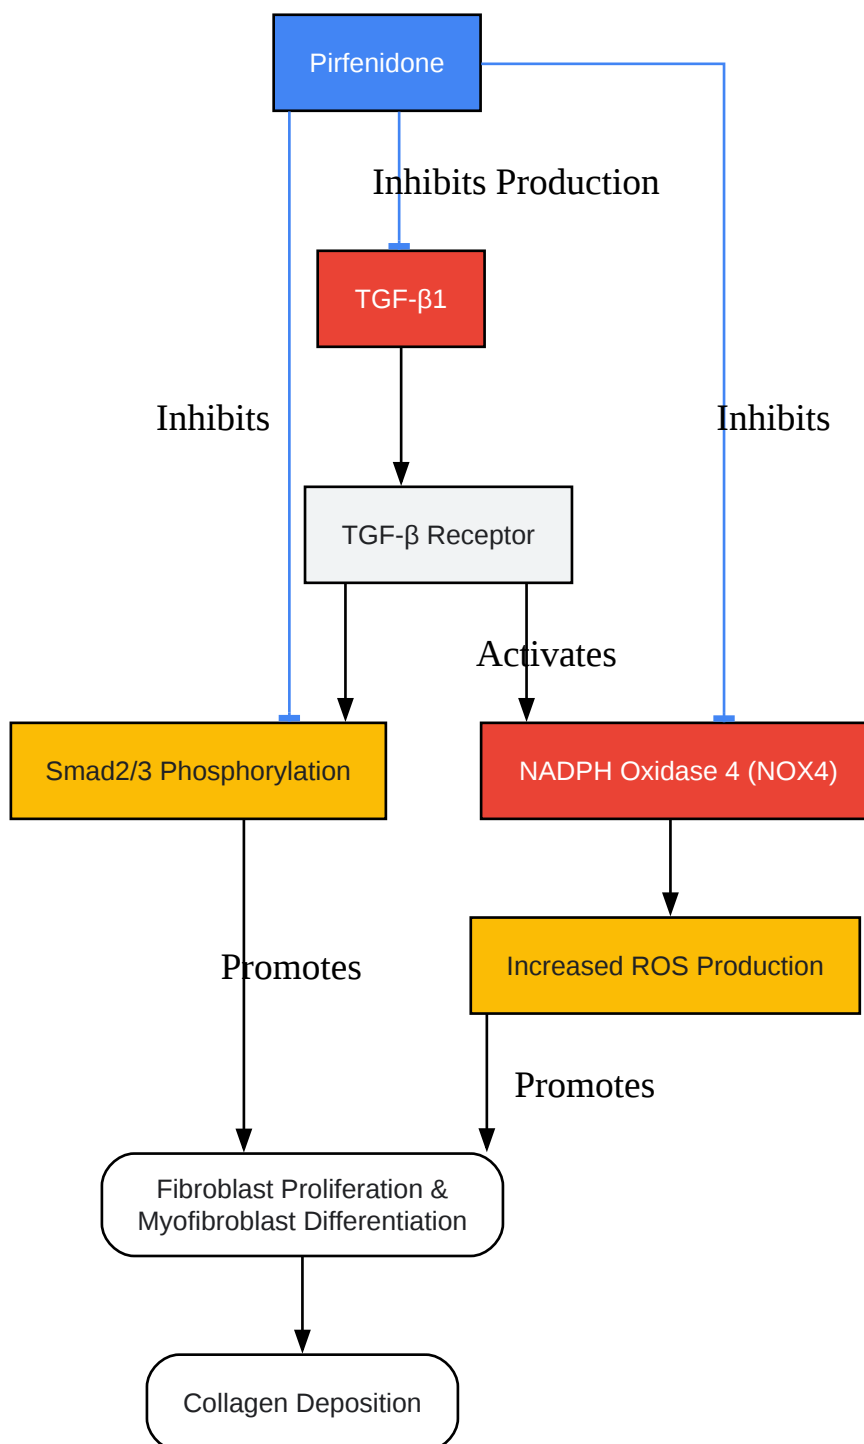 Pirfenidone
Inhibits Production
TGF-β1
Inhibits
Inhibits
TGF-β Receptor
Activates
Smad2/3 Phosphorylation
NADPH Oxidase 4 (NOX4)
Promotes
Increased ROS Production
Promotes
Fibroblast Proliferation &
Myofibroblast Differentiation
Collagen Deposition